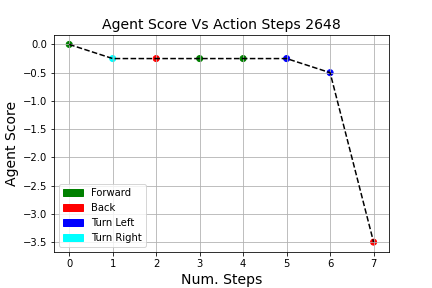 Agent Score Vs Action Steps 2648
Agent Score
0.0
−0.5
−1.0
−1.5
−2.0
−2.5
−3.0
−3.5
Forward
Back
Turn Left
Turn Right
0 1 2 3 4 5 6 7
Num. Steps